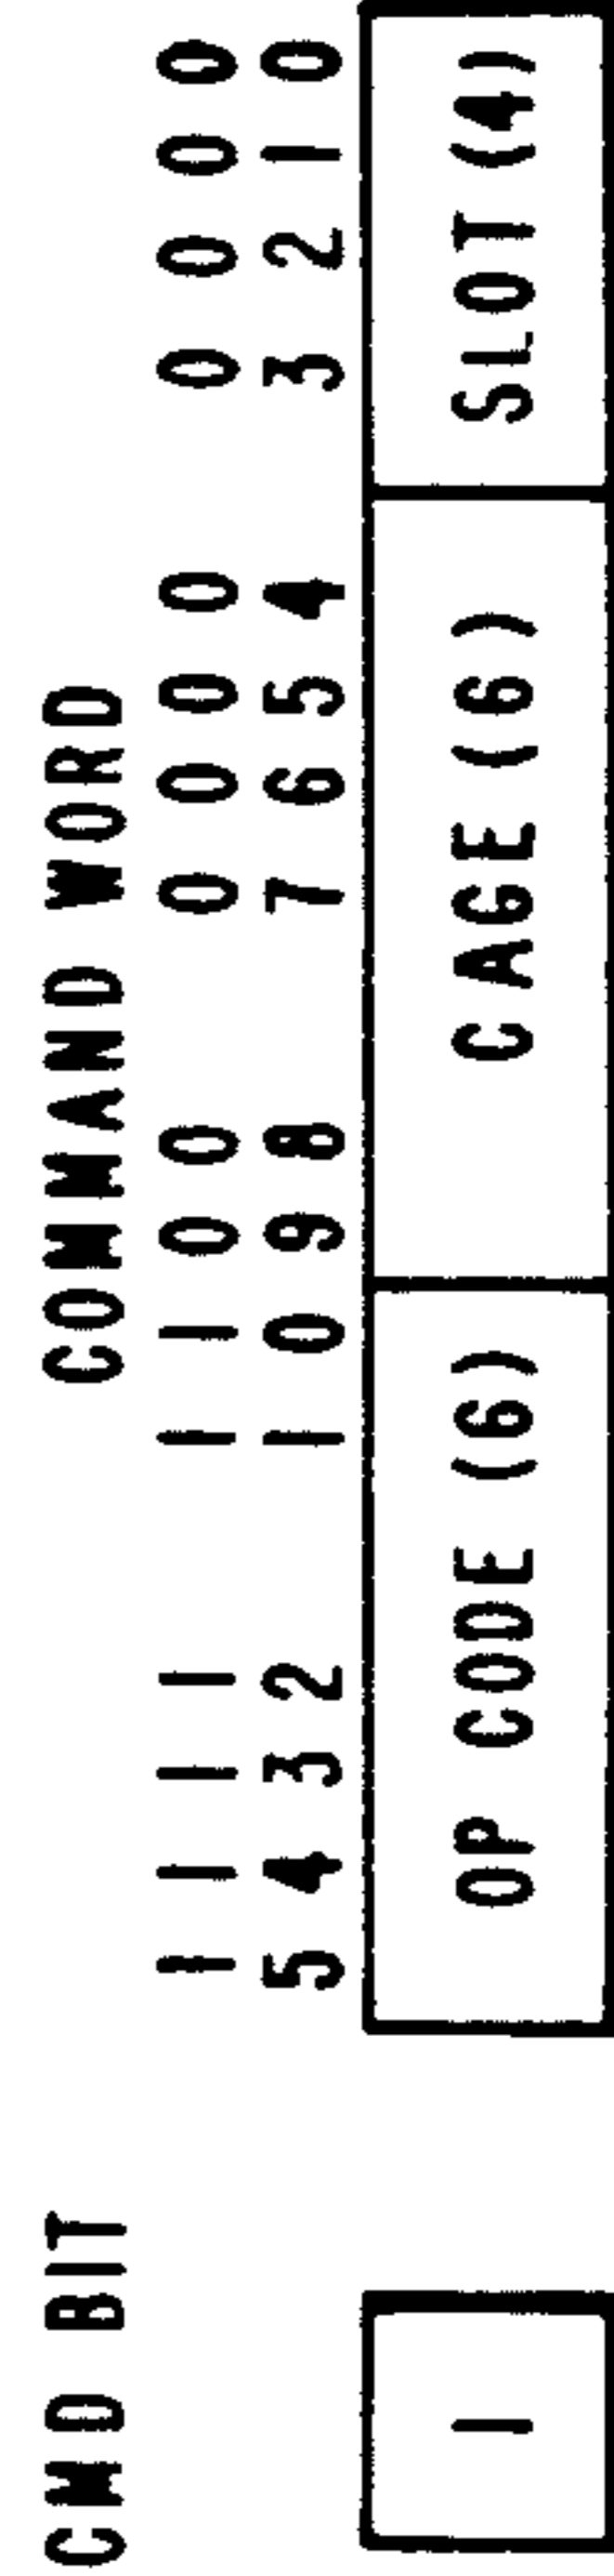 CMD BIT COMMAND WORD
1 1 1 1 1 1 0 0 0 0 0 0 0 0 0 0
5 4 3 2 1 0 9 8 7 6 5 4 3 2 1 0
1 OP CODE (6) CAGE (6) SLOT (4)